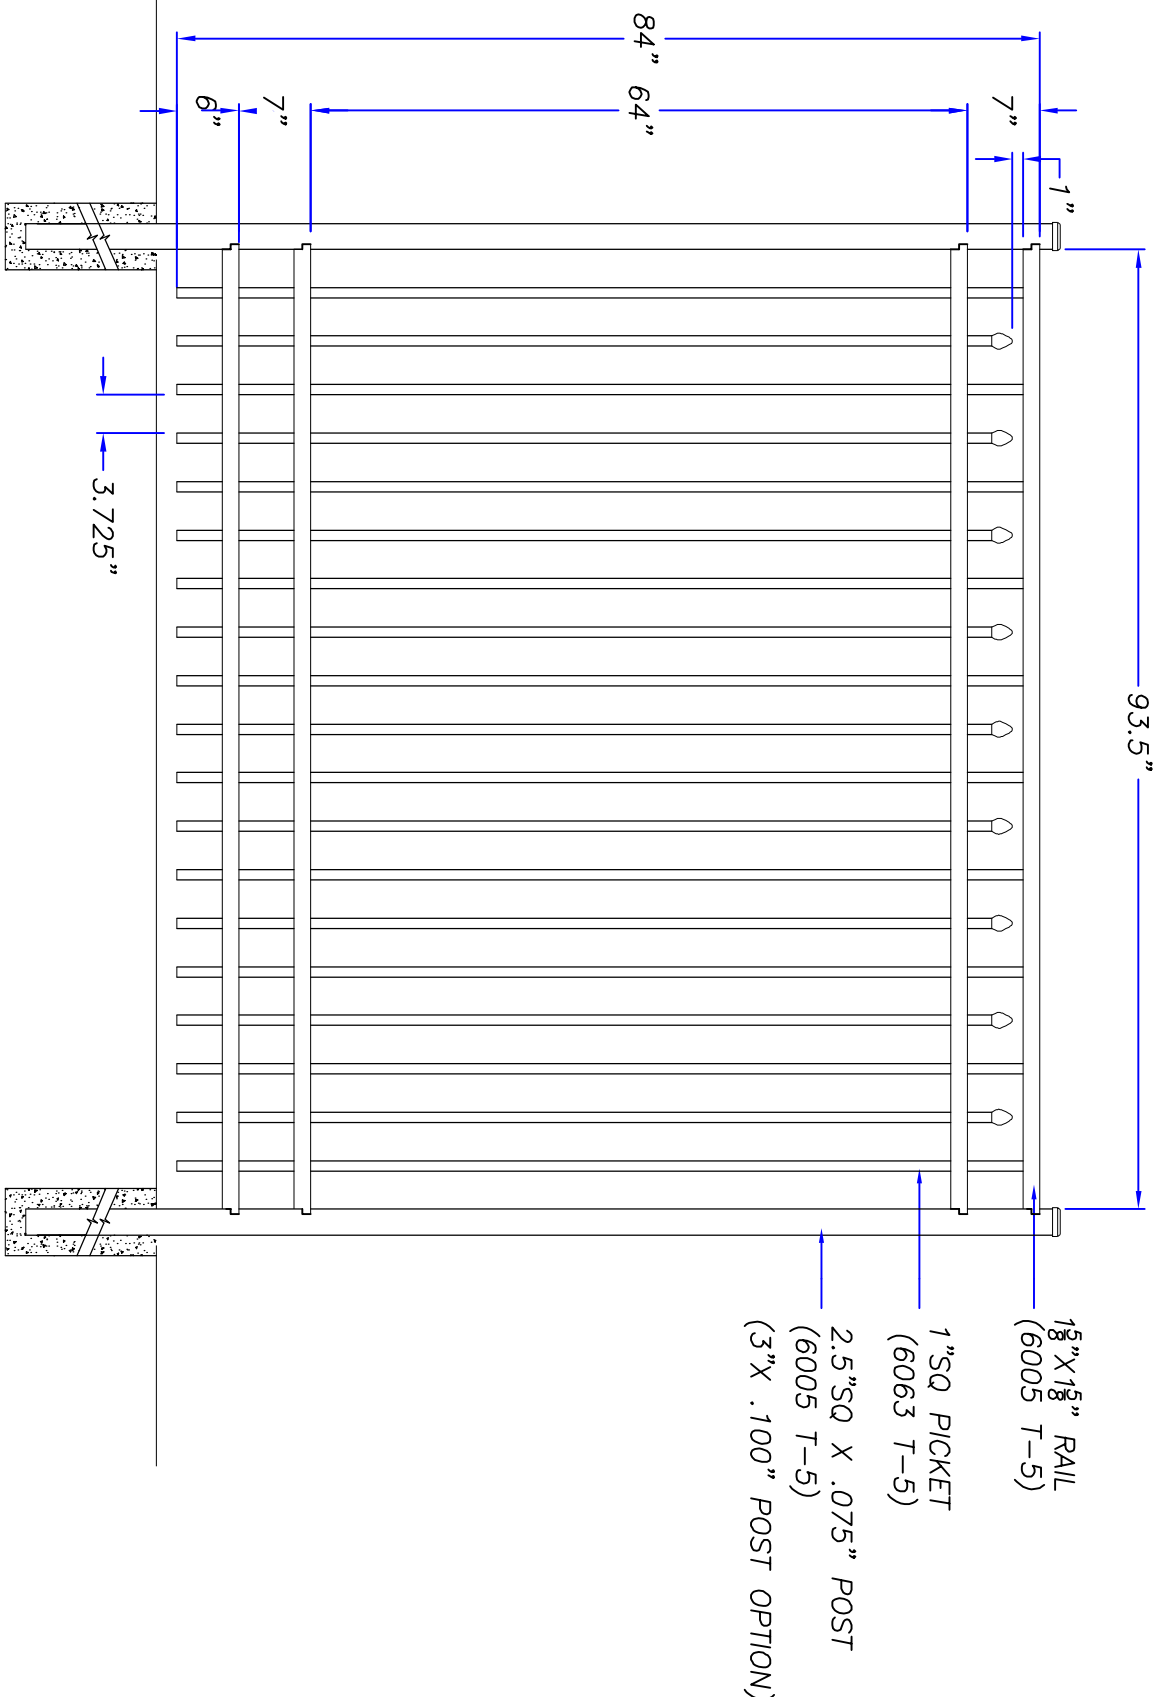 93.5"
1"
7"
84"
64"
7"
6"
3.725"
1⅝"X1⅝" RAIL
(6005 T-5)
1"SQ PICKET
(6063 T-5)
2.5"SQ X .075" POST
(6005 T-5)
(3"X .100" POST OPTION)